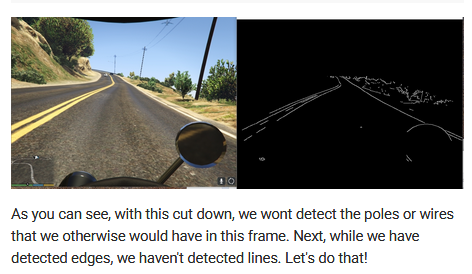 As you can see, with this cut down, we wont detect the poles or wires
that we otherwise would have in this frame. Next, while we have
detected edges, we haven't detected lines. Let's do that!